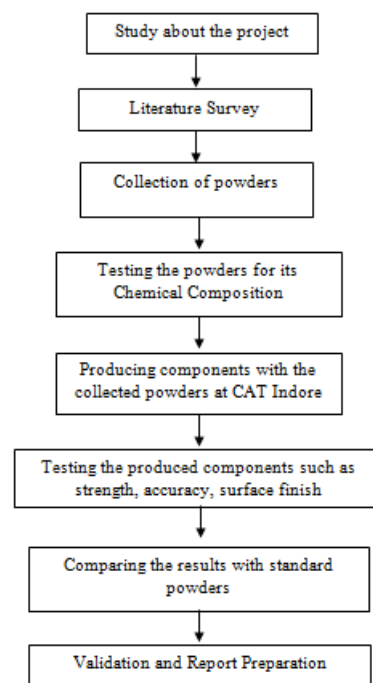 Study about the project
Literature Survey
Collection of powders
Testing the powders for its
Chemical Composition
Producing components with the
collected powders at CAT Indore
Testing the produced components such as
strength, accuracy, surface finish
Comparing the results with standard
powders
Validation and Report Preparation